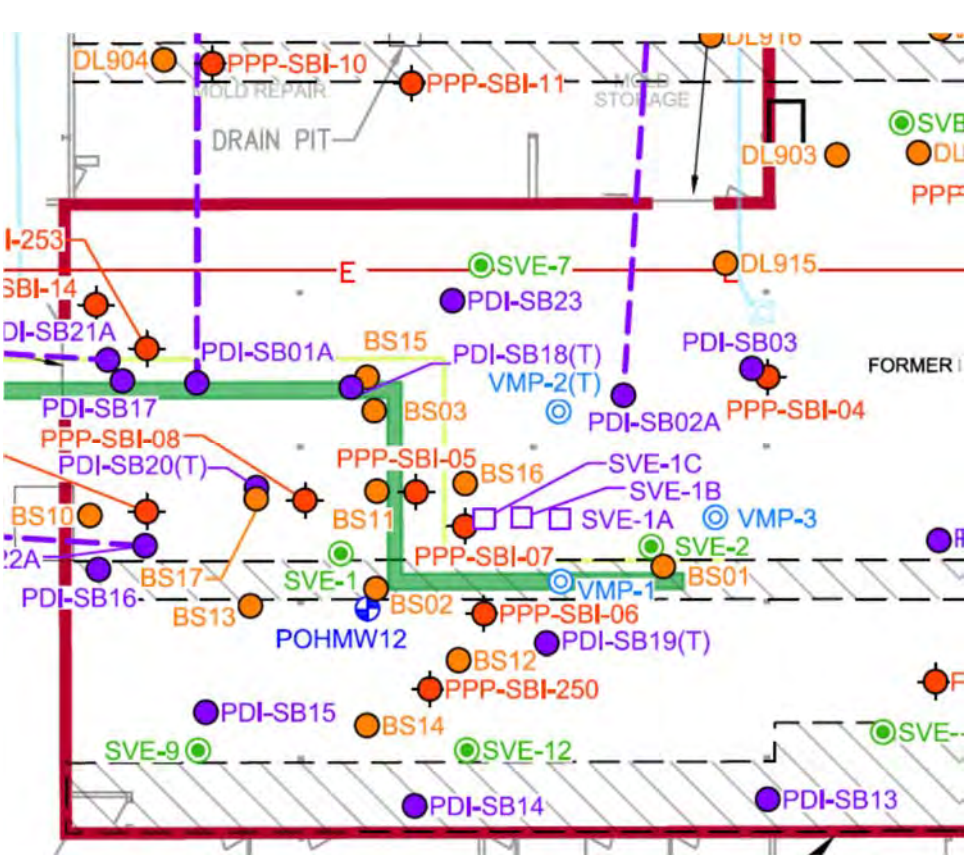 DL916
DL904
PPP-SBI-10
PPP-SBI-11
MOLD REPAIR
MOLD
STORAGE
DRAIN PIT
SVB
DL903
DL
PPP
I-253
E
SVE-7
DL915
SBI-14
PDI-SB23
DI-SB21A
PDI-SB01A
BS15
PDI-SB18(T)
PDI-SB03
FORMER
VMP-2(T)
PDI-SB17
BS03
PDI-SB02A
PPP-SBI-04
PPP-SBI-08
PDI-SB20(T)
PPP-SBI-05
BS16
SVE-1C
SVE-1B
BS10
BS11
SVE-1A
VMP-3
PPP-SBI-07
SVE-2
22A
BS17
SVE-1
BS01
PDI-SB16
VMP-1
BS02
BS13
PPP-SBI-06
POHMW12
PDI-SB19(T)
BS12
PPP-SBI-250
PDI-SB15
BS14
SVE-9
SVE-12
SVE-
PDI-SB14
PDI-SB13